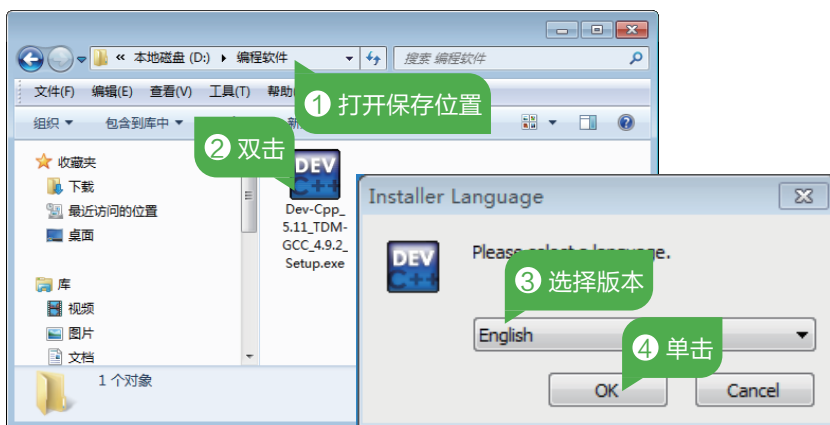 « 本地磁盘 (D:) 编程软件
搜索 编程软件
文件(F) 编辑(E) 查看(V) 工具(T) 帮助
① 打开保存位置
组织 包含到库中
② 双击
收藏夹
下载
最近访问的位置
桌面
库
视频
图片
文档
DEV
C++
Dev-Cpp_
5.11_TDM-
GCC_4.9.2_
Setup.exe
1 个对象
Installer Language
DEV
C++
Please select a language.
③ 选择版本
English
④ 单击
OK Cancel